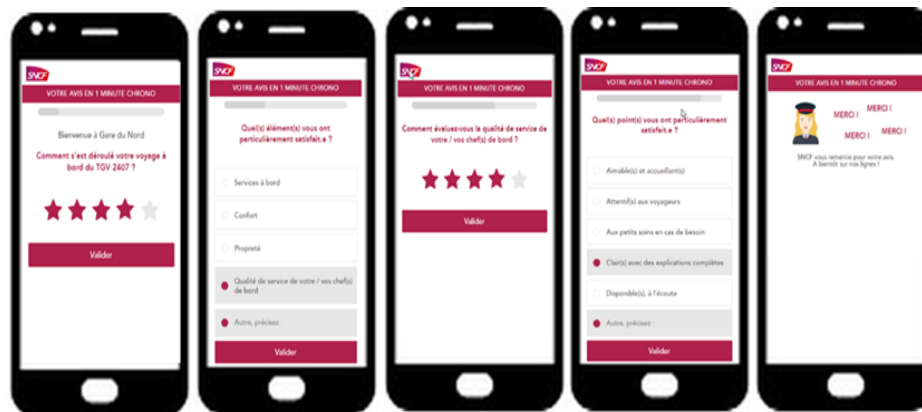 SNCF
VOTRE AVIS EN 1 MINUTE CHRONO
Bienvenue à Gare du Nord
Comment s'est déroulé votre voyage à
bord du TGV 2407 ?
Valider
SNCF
VOTRE AVIS EN 1 MINUTE CHRONO
Quel(s) élément(s) vous ont
particulièrement satisfait.e ?
Services à bord
Confort
Propreté
Qualité de service de votre / vos chef(s)
de bord
Autre, précisez :
Valider
SNCF
VOTRE AVIS EN 1 MINUTE CHRONO
Comment évaluez-vous la qualité de service de
votre / vos chef(s) de bord ?
Valider
SNCF
VOTRE AVIS EN 1 MINUTE CHRONO
Quel(s) point(s) vous ont particulièrement
satisfait.e ?
Aimable(s) et accueillant(s)
Attentif(s) aux voyageurs
Aux petits soins en cas de besoin
Clair(s) avec des explications complètes
Disponible(s), à l'écoute
Autre, précisez :
Valider
SNCF
VOTRE AVIS EN 1 MINUTE CHRONO
MERCI !
MERCI !
MERCI !
MERCI !
SNCF vous remercie pour votre avis.
A bientôt sur nos lignes !